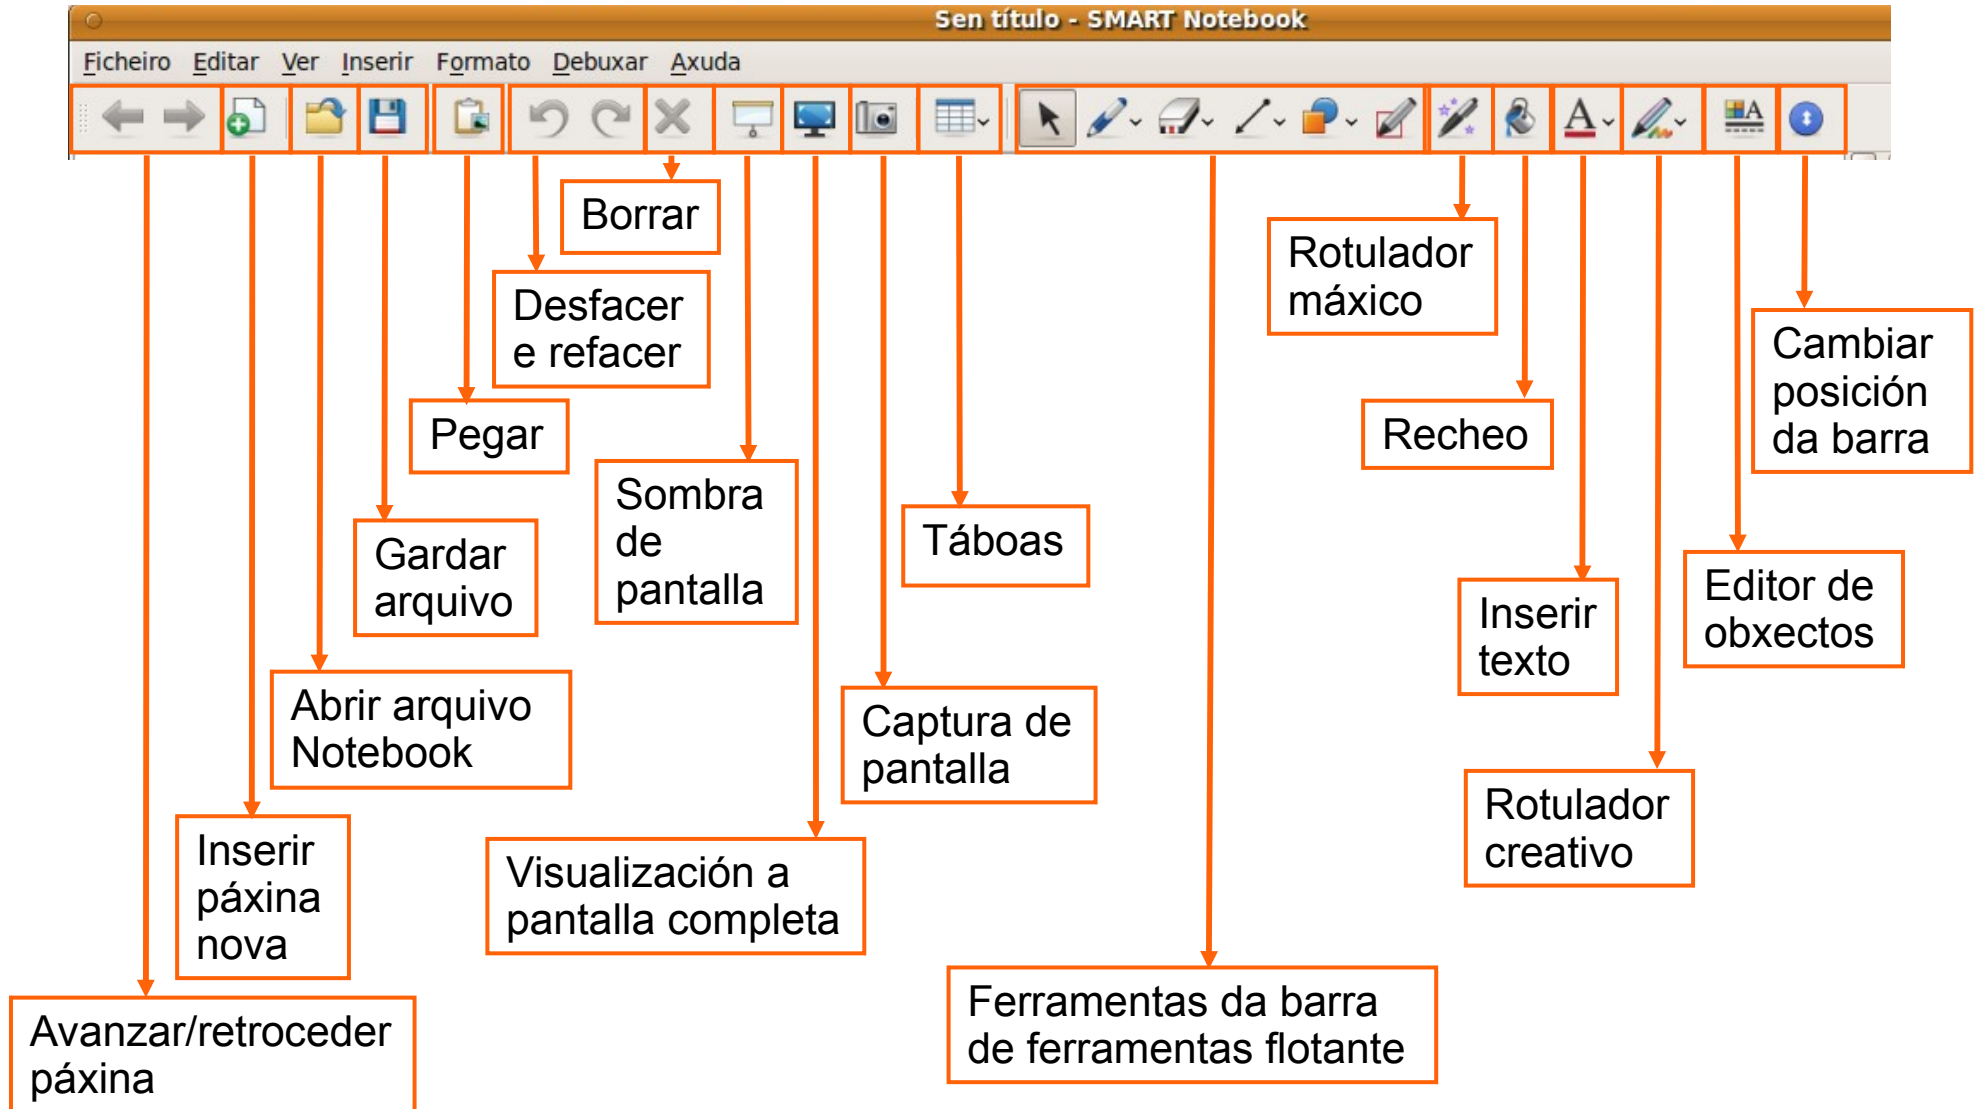 Sen título - SMART Notebook
Ficheiro Editar Ver Inserir Formato Debuxar Axuda
Borrar
Desfacer
e refacer
Pegar
Gardar
arquivo
Abrir arquivo
Notebook
Inserir
páxina
nova
Avanzar/retroceder
páxina
Sombra
de
pantalla
Visualización a
pantalla completa
Captura de
pantalla
Táboas
Ferramentas da barra
de ferramentas flotante
Rotulador
máxico
Recheo
Inserir
texto
Rotulador
creativo
Editor de
obxectos
Cambiar
posición
da barra